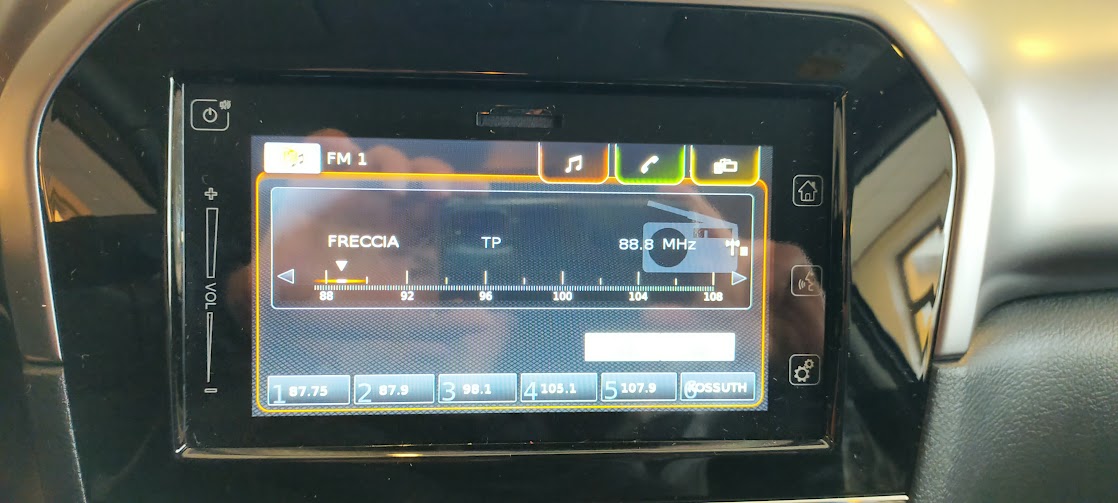 FM 1
FRECCIA TP 88.8 MHz
88 92 96 100 104 108
VOL
1 87.75 2 87.9 3 98.1 4 105.1 5 107.9 6 KOSSUTH